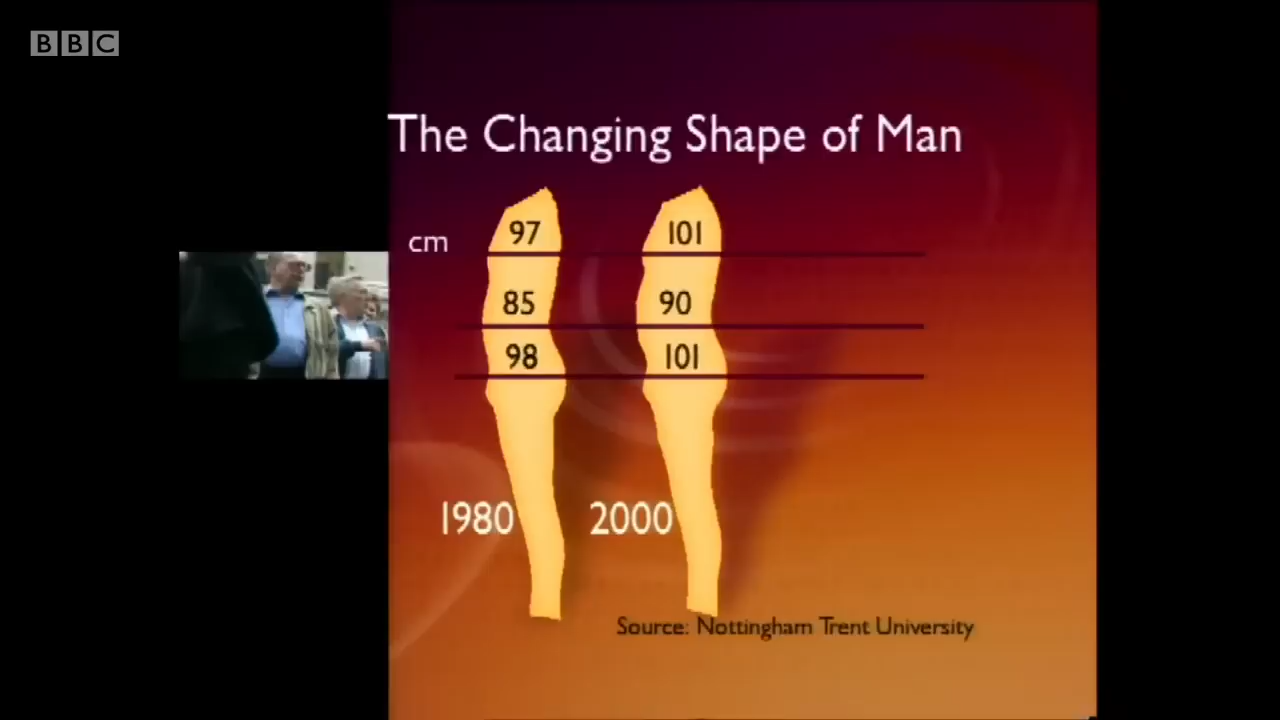 BBC
The Changing Shape of Man
cm
97 101
85 90
98 101
1980 2000
Source: Nottingham Trent University